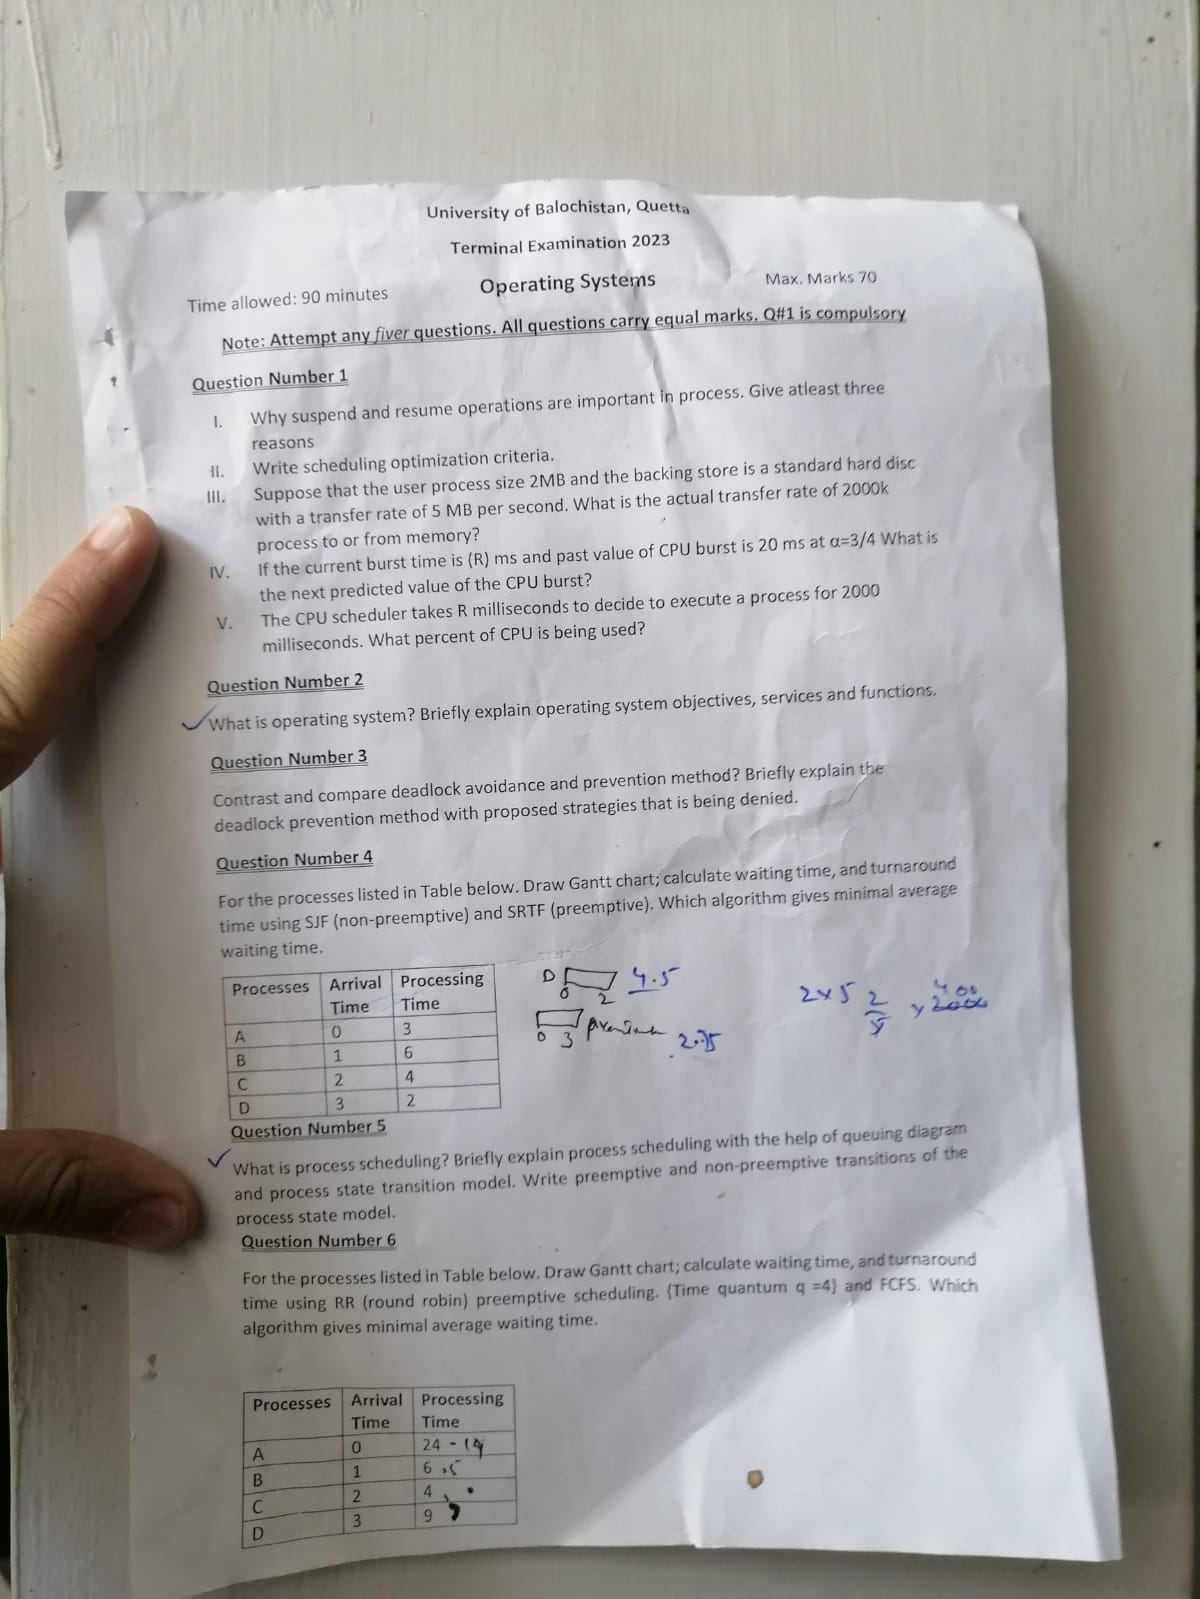 University of Balochistan, Quetta
Terminal Examination 2023
Operating Systems
Time allowed: 90 minutes
Max. Marks 70
Note: Attempt any fiver questions. All questions carry equal marks. Q#1 is compulsory
Question Number 1
I. Why suspend and resume operations are important in process. Give atleast three
reasons
II. Write scheduling optimization criteria.
III. Suppose that the user process size 2MB and the backing store is a standard hard disc
with a transfer rate of 5 MB per second. What is the actual transfer rate of 2000k
process to or from memory?
IV. If the current burst time is (R) ms and past value of CPU burst is 20 ms at α=3/4 What is
the next predicted value of the CPU burst?
V. The CPU scheduler takes R milliseconds to decide to execute a process for 2000
milliseconds. What percent of CPU is being used?
Question Number 2
What is operating system? Briefly explain operating system objectives, services and functions.
Question Number 3
Contrast and compare deadlock avoidance and prevention method? Briefly explain the
deadlock prevention method with proposed strategies that is being denied.
Question Number 4
For the processes listed in Table below. Draw Gantt chart; calculate waiting time, and turnaround
time using SJF (non-preemptive) and SRTF (preemptive). Which algorithm gives minimal average
waiting time.
Processes Arrival Time Processing Time
A 0 3
B 1 6
C 2 4
D 3 2
D 0 2 4.5
0 3 2.75
2x5 2 400
Question Number 5
What is process scheduling? Briefly explain process scheduling with the help of queuing diagram
and process state transition model. Write preemptive and non-preemptive transitions of the
process state model.
Question Number 6
For the processes listed in Table below. Draw Gantt chart; calculate waiting time, and turnaround
time using RR (round robin) preemptive scheduling. {Time quantum q =4} and FCFS. Which
algorithm gives minimal average waiting time.
Processes Arrival Time Processing Time
A 0 24
B 1 6
C 2 4
D 3 9